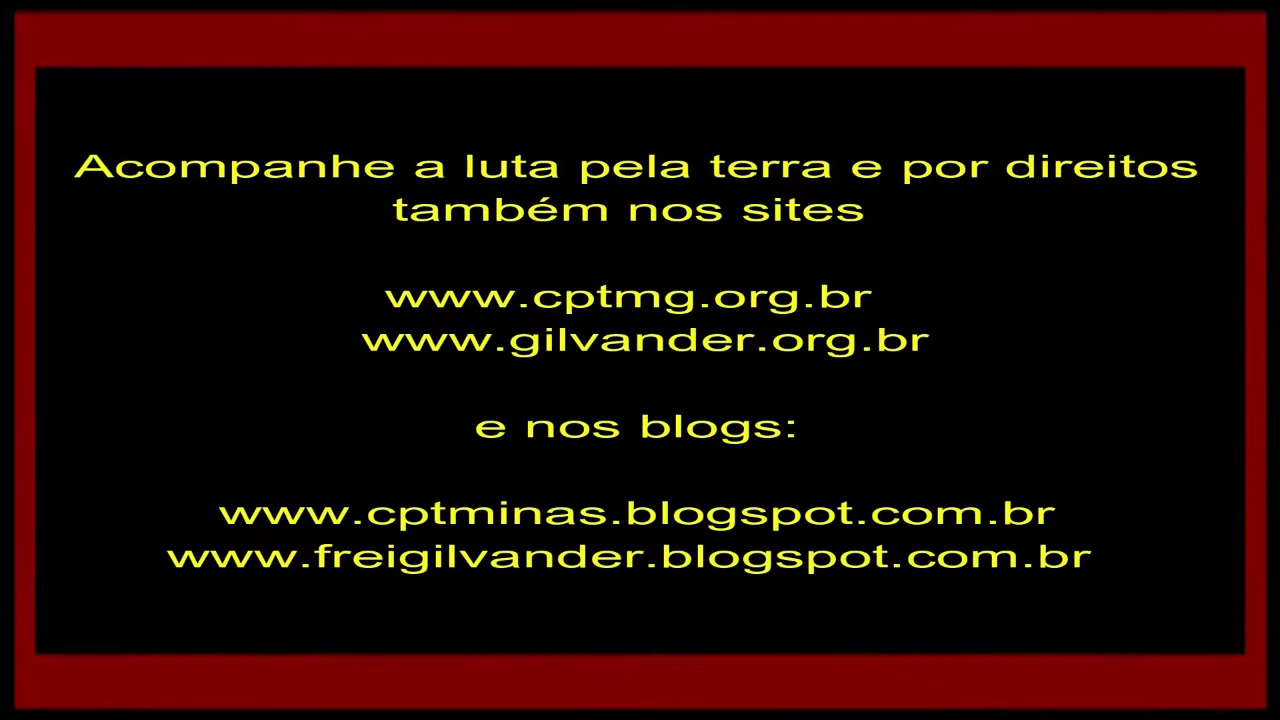 Acompanhe a luta pela terra e por direitos
também nos sites
www.cptmg.org.br
www.gilvander.org.br
e nos blogs:
www.cptminas.blogspot.com.br
www.freigilvander.blogspot.com.br